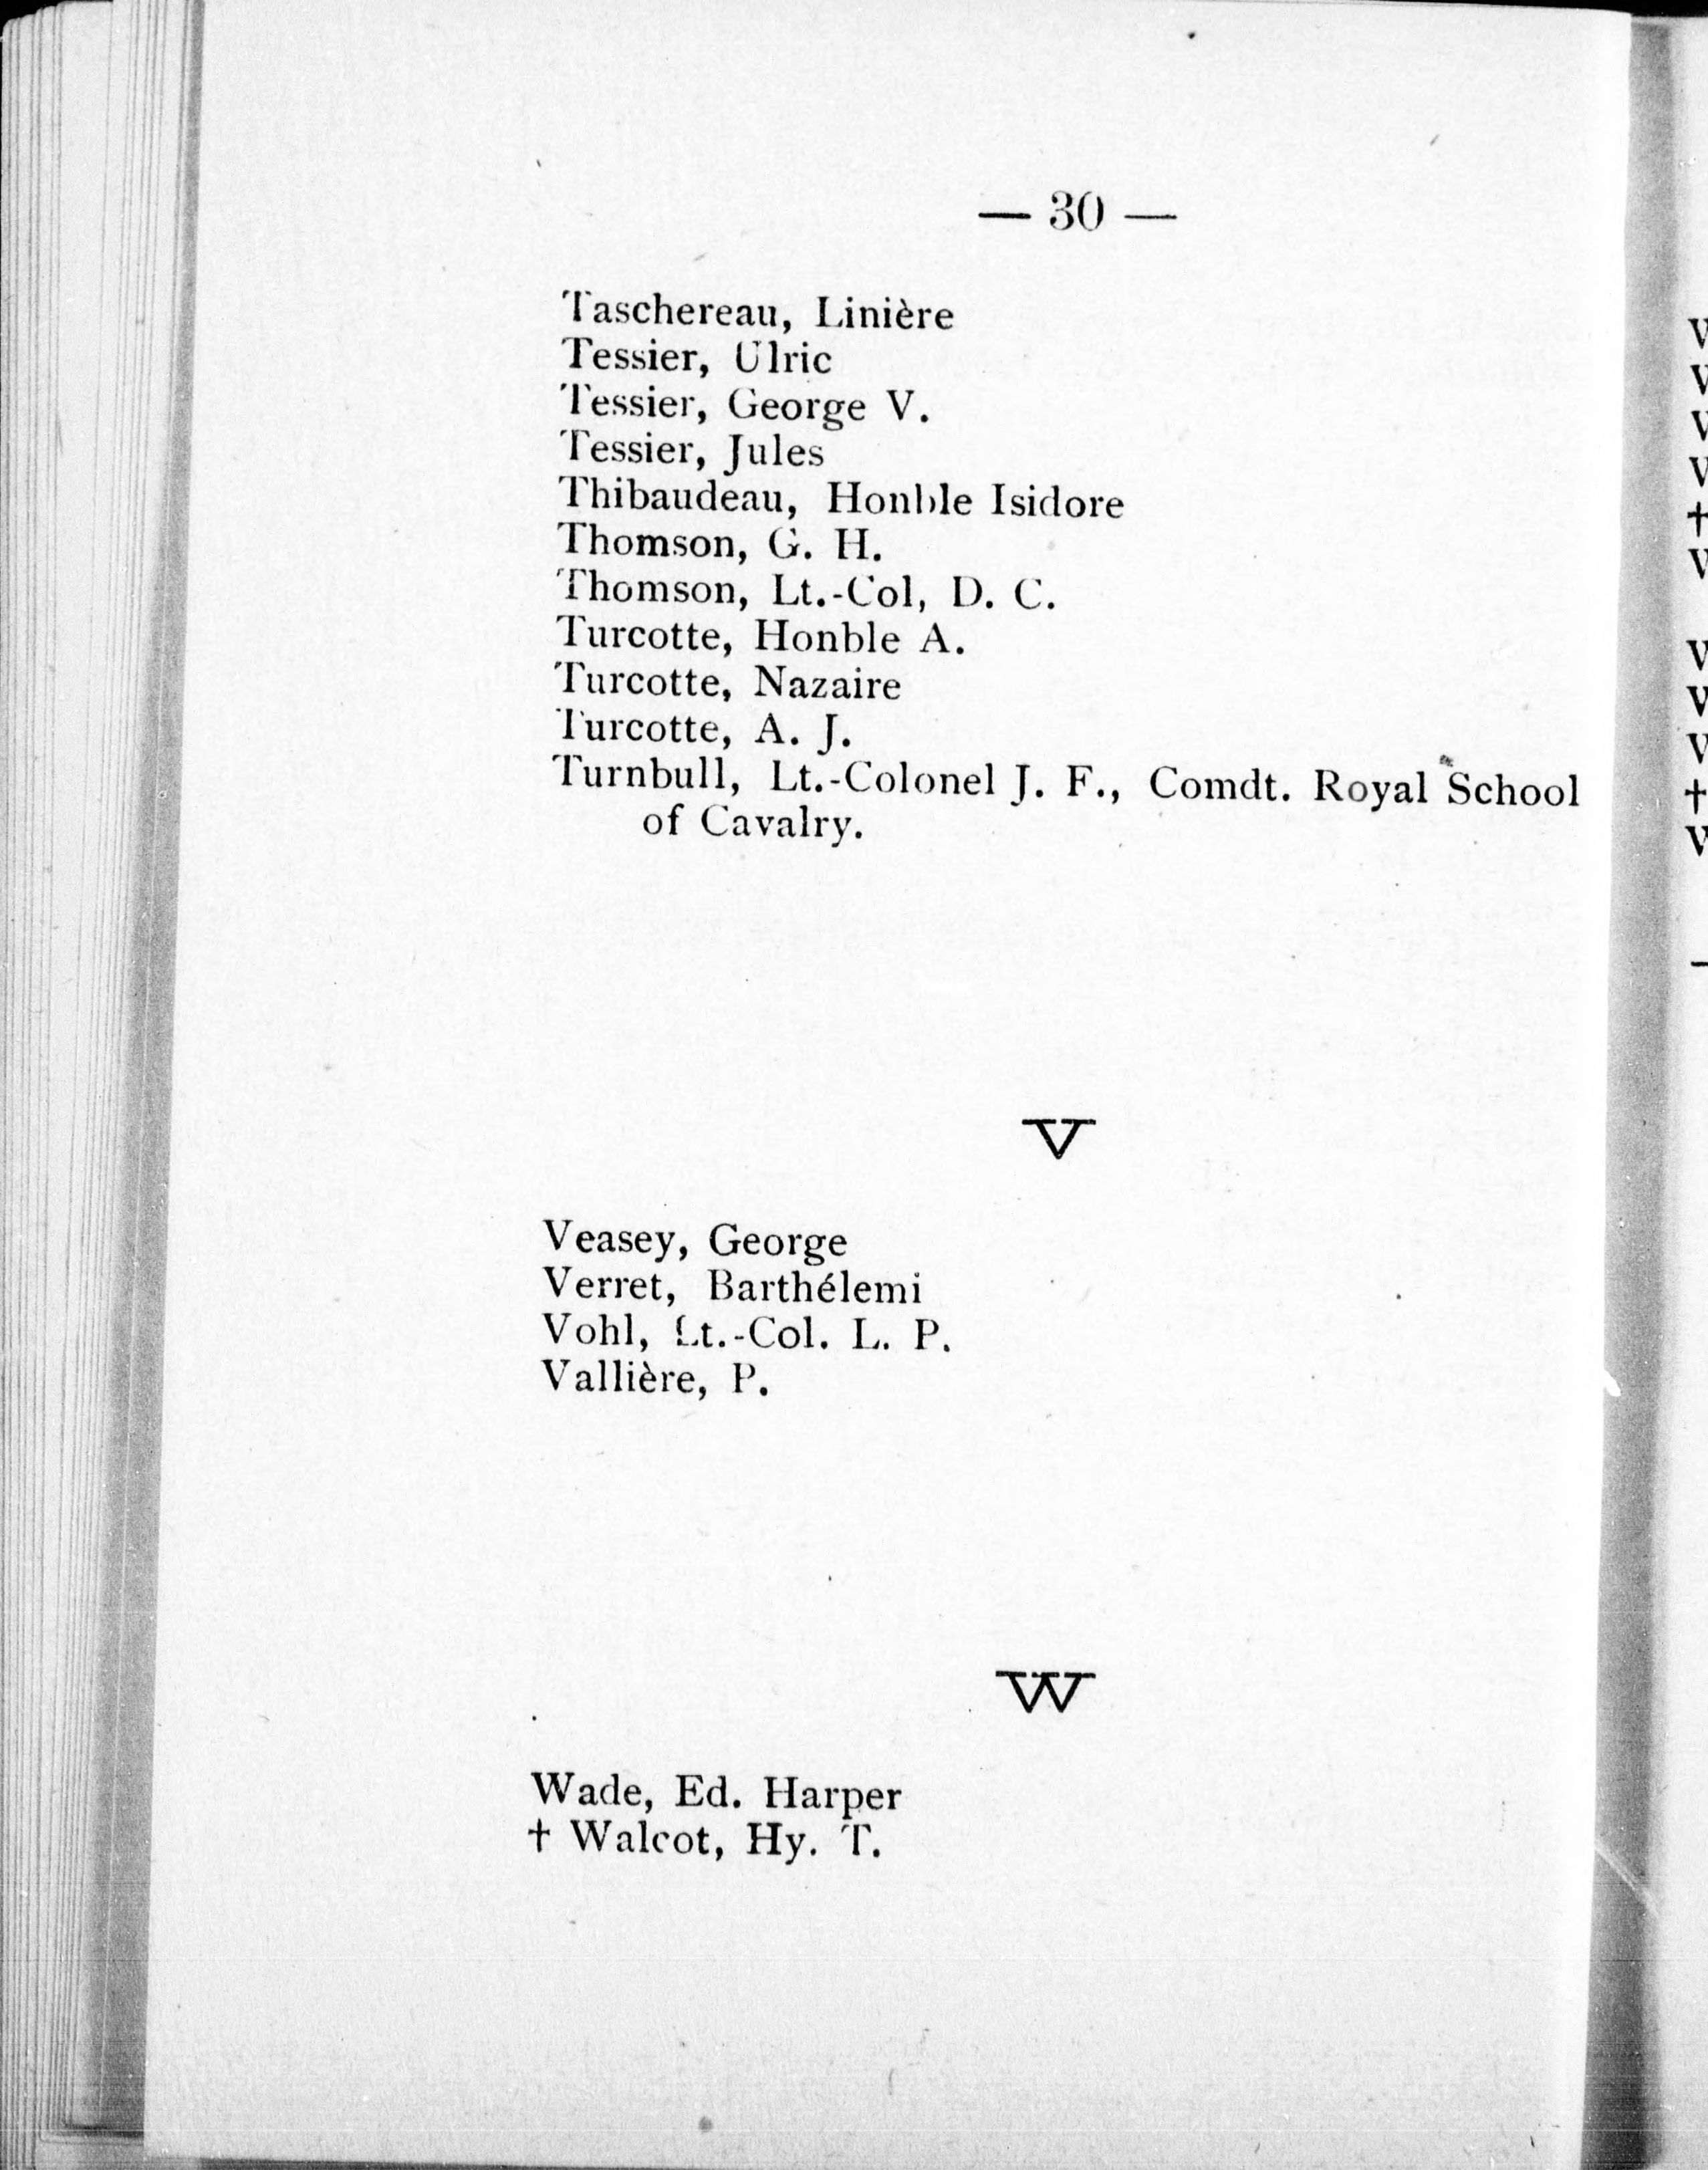 — 30 —
Taschereau, Linière
Tessier, Ulric
Tessier, George V.
Tessier, Jules
Thibaudeau, Honble Isidore
Thomson, G. H.
Thomson, Lt.-Col, D. C.
Turcotte, Honble A.
Turcotte, Nazaire
Turcotte, A. J.
Turnbull, Lt.-Colonel J. F., Comdt. Royal School
of Cavalry.
V
Veasey, George
Verret, Barthélemi
Vohl, Lt.-Col. L. P.
Vallière, P.
W
Wade, Ed. Harper
† Walcot, Hy. T.